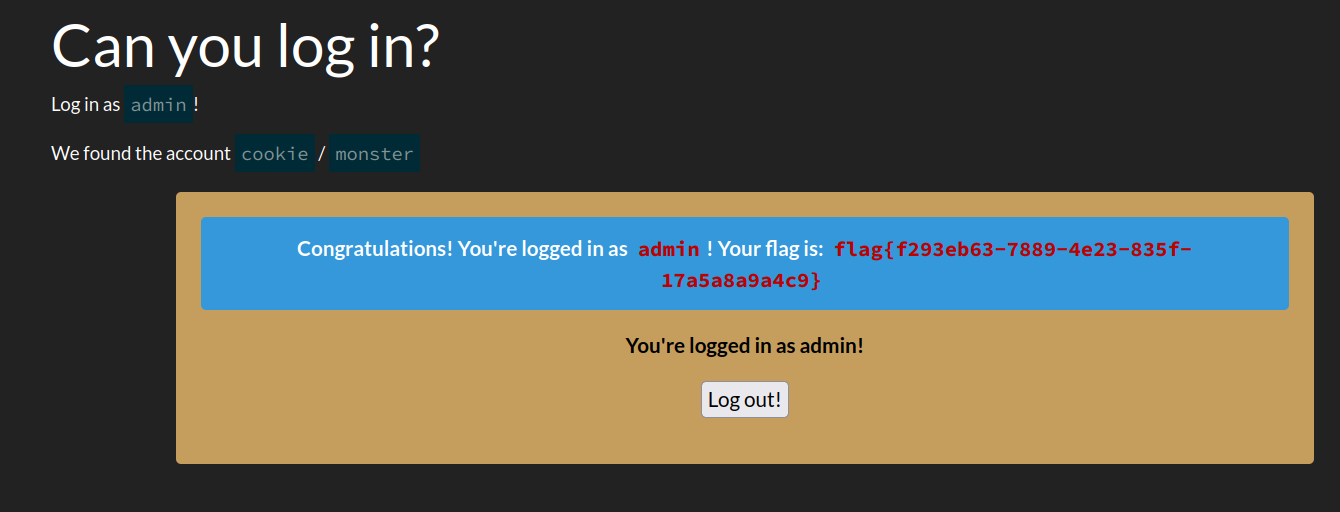 Can you log in?
Log in as admin!
We found the account cookie / monster
Congratulations! You're logged in as admin! Your flag is: flag{f293eb63-7889-4e23-835f-
17a5a8a9a4c9}
You're logged in as admin!
Log out!